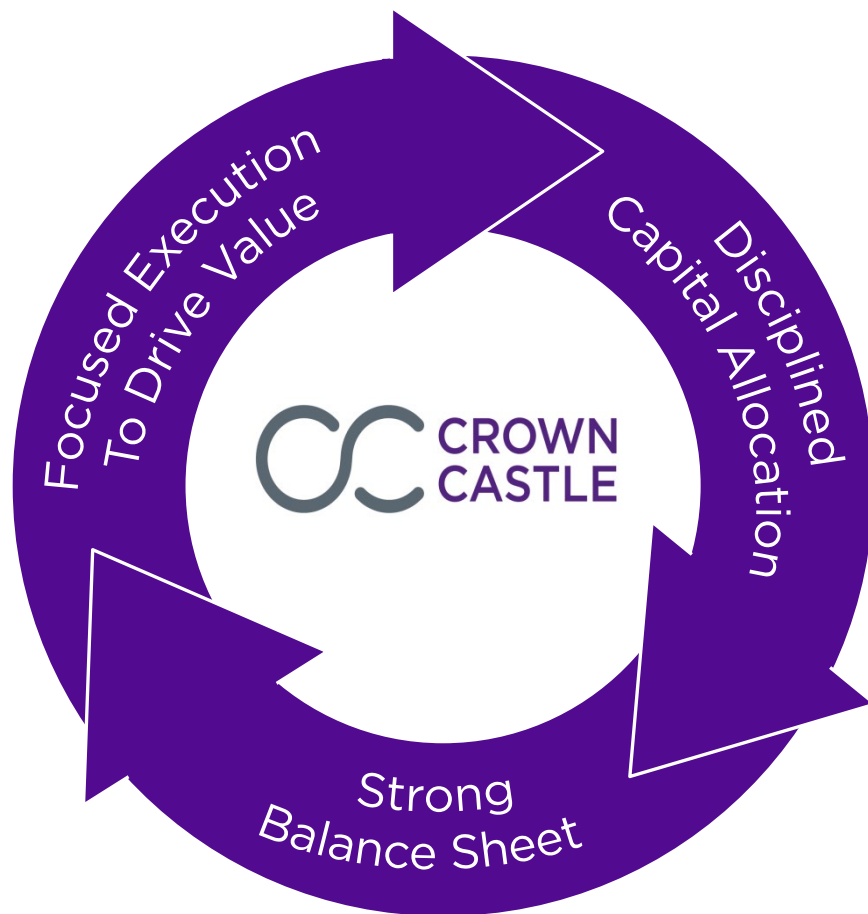 Focused Execution
To Drive Value
Disciplined
Capital Allocation
CROWN
CASTLE
Strong
Balance Sheet